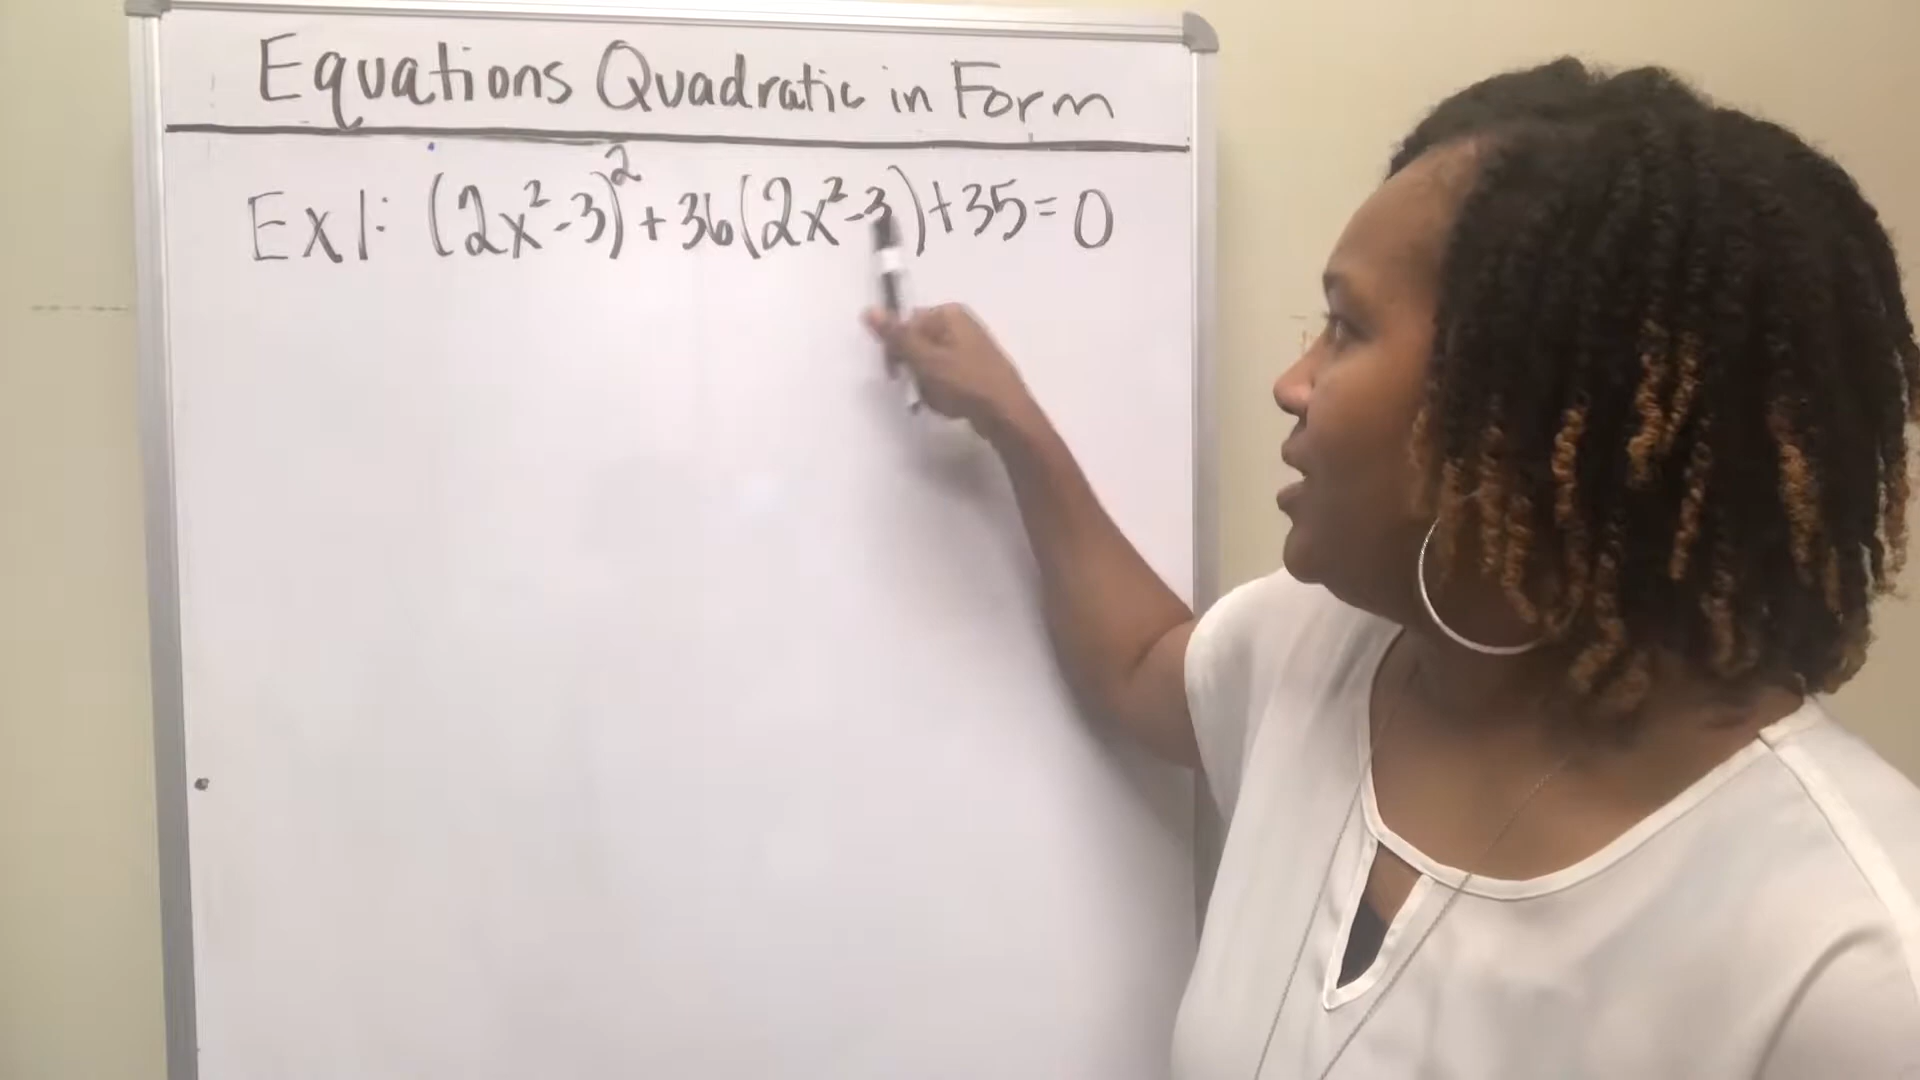 Equations Quadratic in Form
Ex 1: (2x²-3)²+36(2x²-3)+35=0